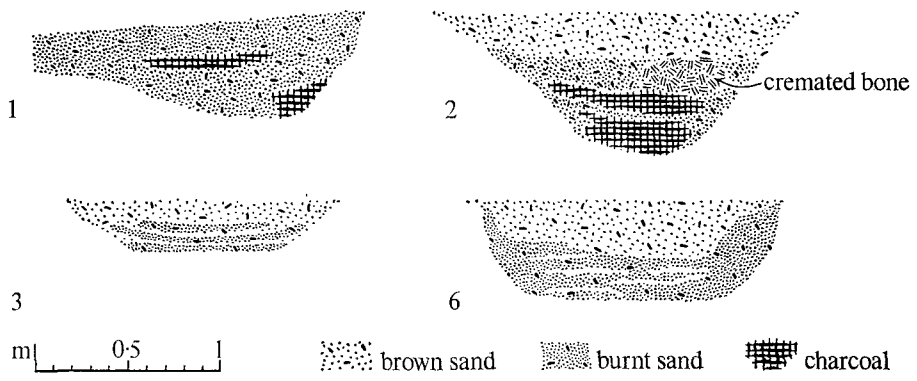 cremated bone
1
2
3
6
m 0·5 1
brown sand
burnt sand
charcoal